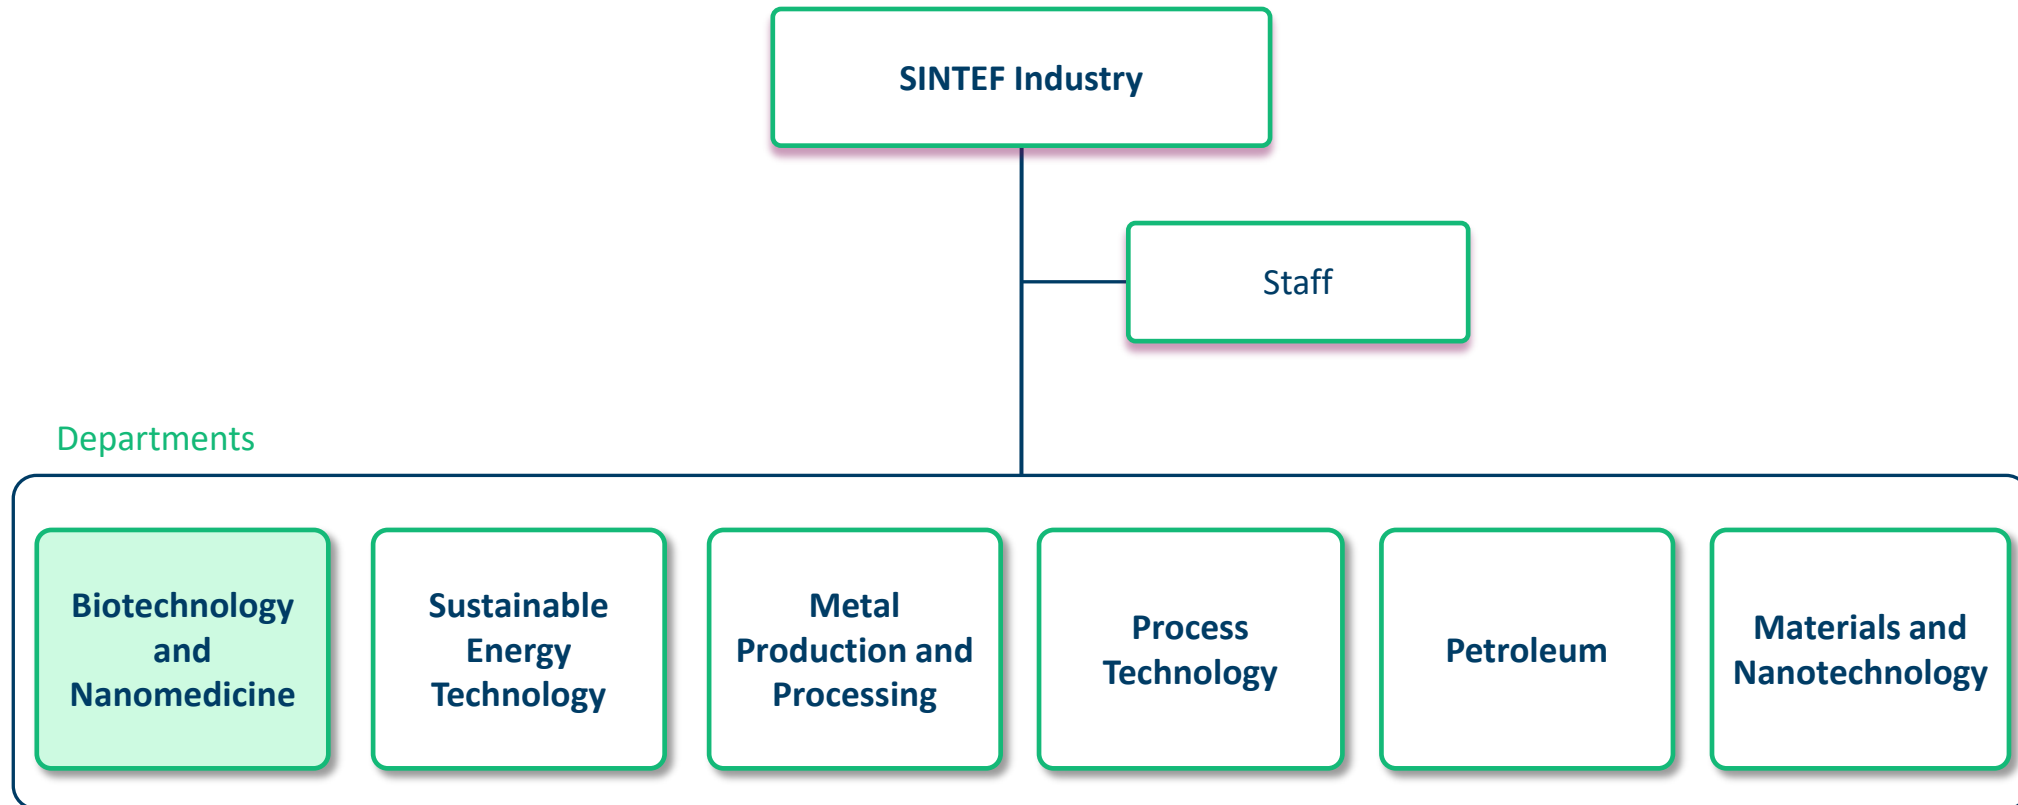 SINTEF Industry
Staff
Departments
Biotechnology
and
Nanomedicine
Sustainable
Energy
Technology
Metal
Production and
Processing
Process
Technology
Petroleum
Materials and
Nanotechnology